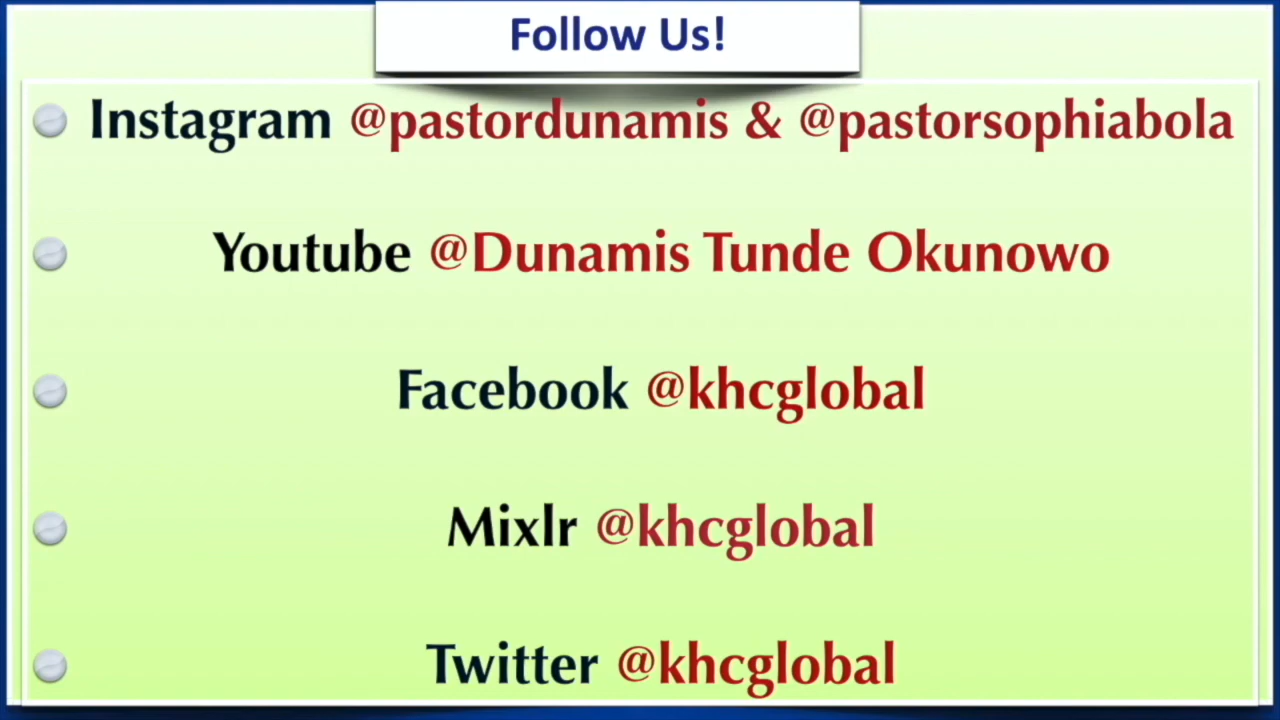 Follow Us!
Instagram @pastordunamis & @pastorsophiabola
Youtube @Dunamis Tunde Okunowo
Facebook @khcglobal
Mixlr @khcglobal
Twitter @khcglobal